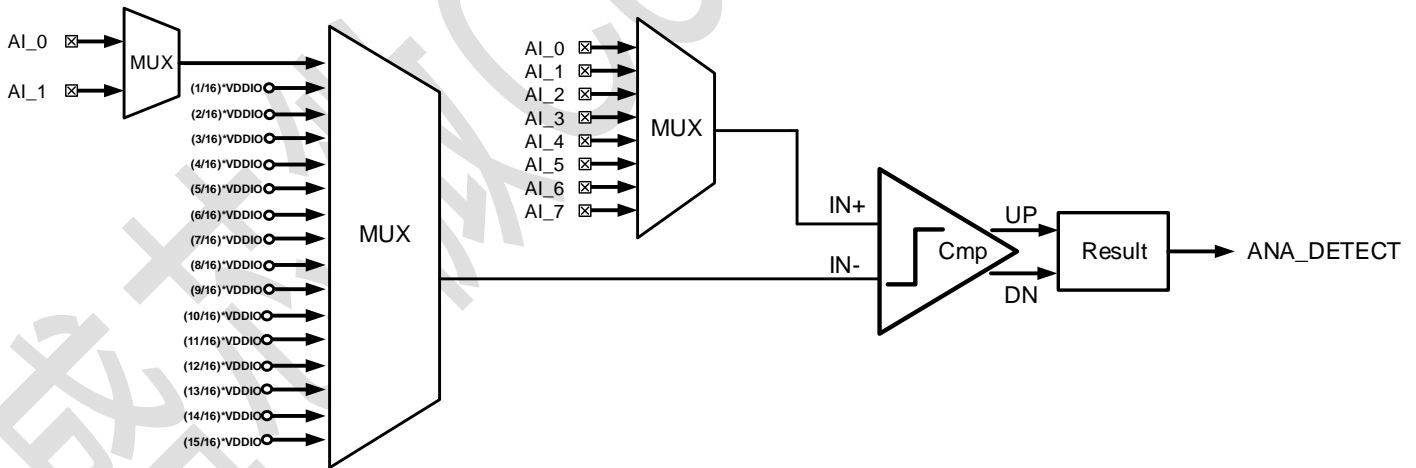 AI_0
AI_1
MUX
(1/16)*VDDIO
(2/16)*VDDIO
(3/16)*VDDIO
(4/16)*VDDIO
(5/16)*VDDIO
(6/16)*VDDIO
(7/16)*VDDIO
(8/16)*VDDIO
(9/16)*VDDIO
(10/16)*VDDIO
(11/16)*VDDIO
(12/16)*VDDIO
(13/16)*VDDIO
(14/16)*VDDIO
(15/16)*VDDIO
MUX
AI_0
AI_1
AI_2
AI_3
AI_4
AI_5
AI_6
AI_7
MUX
IN+
IN-
Cmp
UP
DN
Result
ANA_DETECT